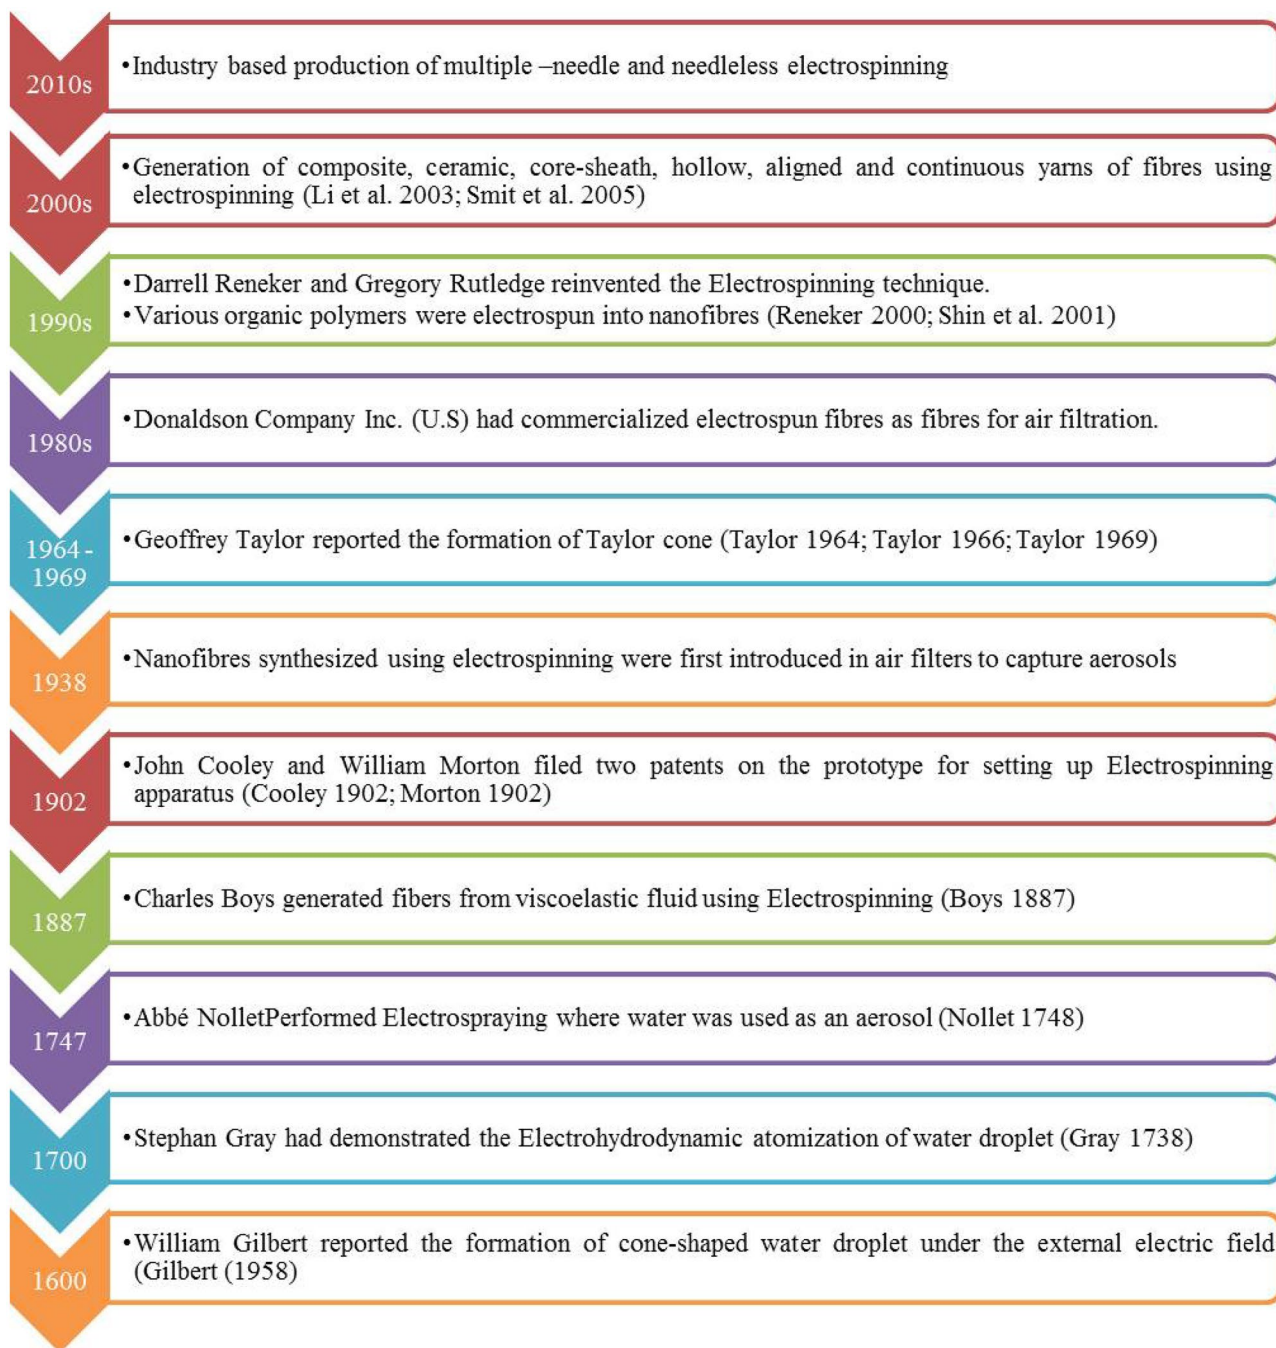 2010s
•Industry based production of multiple –needle and needleless electrospinning
2000s
•Generation of composite, ceramic, core-sheath, hollow, aligned and continuous yarns of fibres using
electrospinning (Li et al. 2003; Smit et al. 2005)
1990s
•Darrell Reneker and Gregory Rutledge reinvented the Electrospinning technique.
•Various organic polymers were electrospun into nanofibres (Reneker 2000; Shin et al. 2001)
1980s
•Donaldson Company Inc. (U.S) had commercialized electrospun fibres as fibres for air filtration.
1964 -
1969
•Geoffrey Taylor reported the formation of Taylor cone (Taylor 1964; Taylor 1966; Taylor 1969)
1938
•Nanofibres synthesized using electrospinning were first introduced in air filters to capture aerosols
1902
•John Cooley and William Morton filed two patents on the prototype for setting up Electrospinning
apparatus (Cooley 1902; Morton 1902)
1887
•Charles Boys generated fibers from viscoelastic fluid using Electrospinning (Boys 1887)
1747
•Abbé NolletPerformed Electrospraying where water was used as an aerosol (Nollet 1748)
1700
•Stephan Gray had demonstrated the Electrohydrodynamic atomization of water droplet (Gray 1738)
1600
•William Gilbert reported the formation of cone-shaped water droplet under the external electric field
(Gilbert (1958)